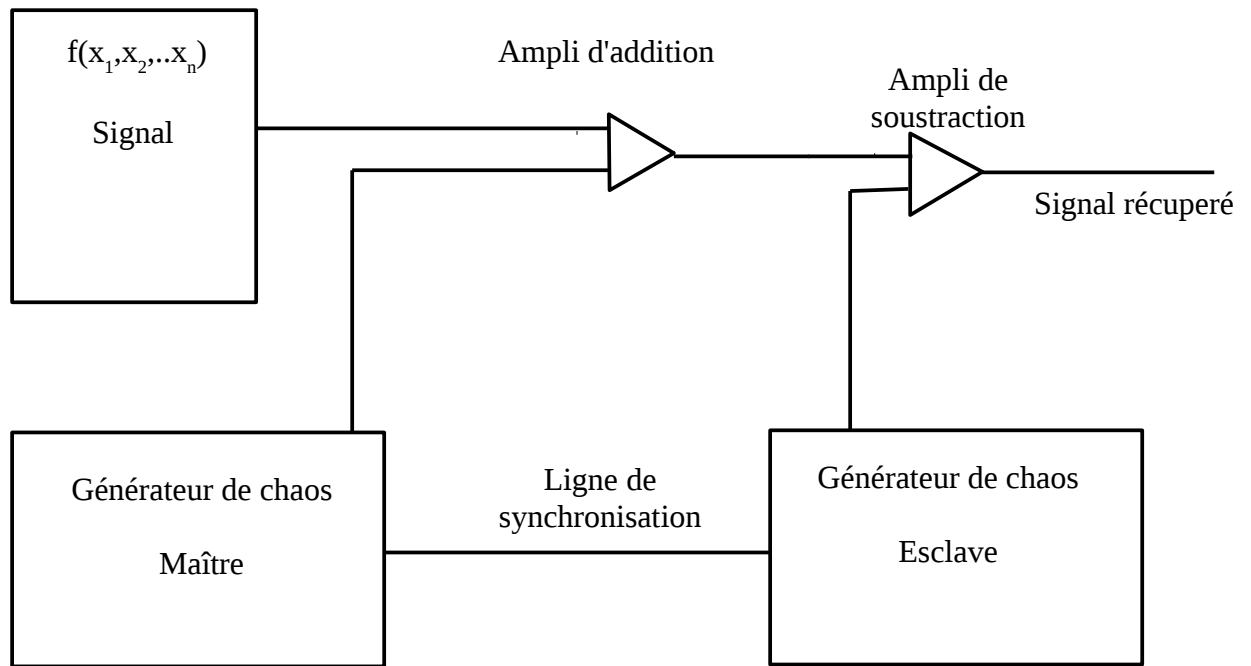 f(x₁,x₂,..xₙ)
Signal
Ampli d'addition
Ampli de
soustraction
Signal récuperé
Générateur de chaos
Maître
Ligne de
synchronisation
Générateur de chaos
Esclave